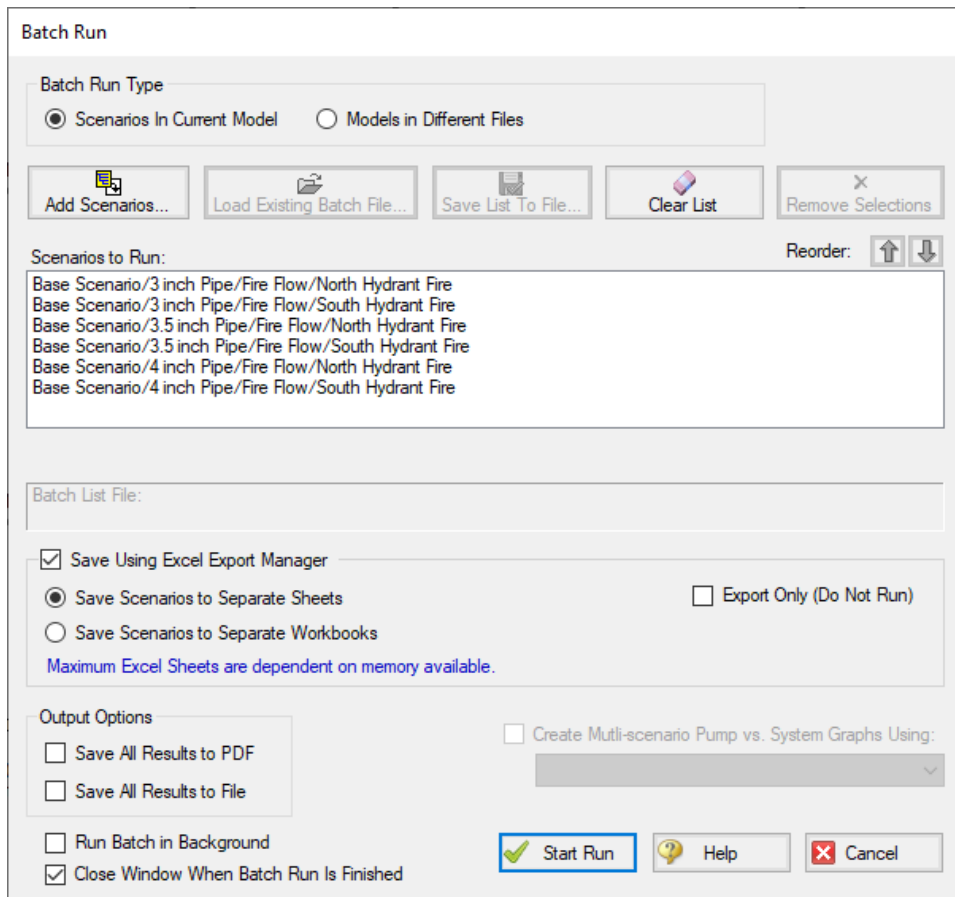 Batch Run
Batch Run Type
Scenarios In Current Model
Models in Different Files
Add Scenarios...
Load Existing Batch File...
Save List To File...
Clear List
Remove Selections
Scenarios to Run:
Reorder:
Base Scenario/3 inch Pipe/Fire Flow/North Hydrant Fire
Base Scenario/3 inch Pipe/Fire Flow/South Hydrant Fire
Base Scenario/3.5 inch Pipe/Fire Flow/North Hydrant Fire
Base Scenario/3.5 inch Pipe/Fire Flow/South Hydrant Fire
Base Scenario/4 inch Pipe/Fire Flow/North Hydrant Fire
Base Scenario/4 inch Pipe/Fire Flow/South Hydrant Fire
Batch List File:
Save Using Excel Export Manager
Save Scenarios to Separate Sheets
Export Only (Do Not Run)
Save Scenarios to Separate Workbooks
Maximum Excel Sheets are dependent on memory available.
Output Options
Create Mutli-scenario Pump vs. System Graphs Using:
Save All Results to PDF
Save All Results to File
Run Batch in Background
Start Run
Help
Cancel
Close Window When Batch Run Is Finished